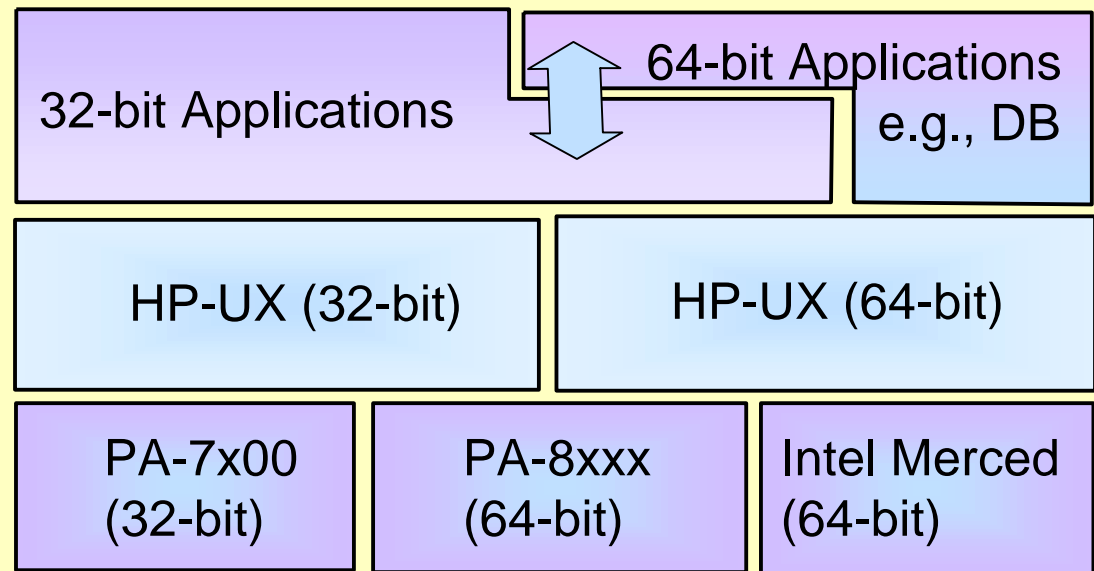 32-bit Applications
64-bit Applications
e.g., DB
HP-UX (32-bit)
HP-UX (64-bit)
PA-7x00
(32-bit)
PA-8xxx
(64-bit)
Intel Merced
(64-bit)